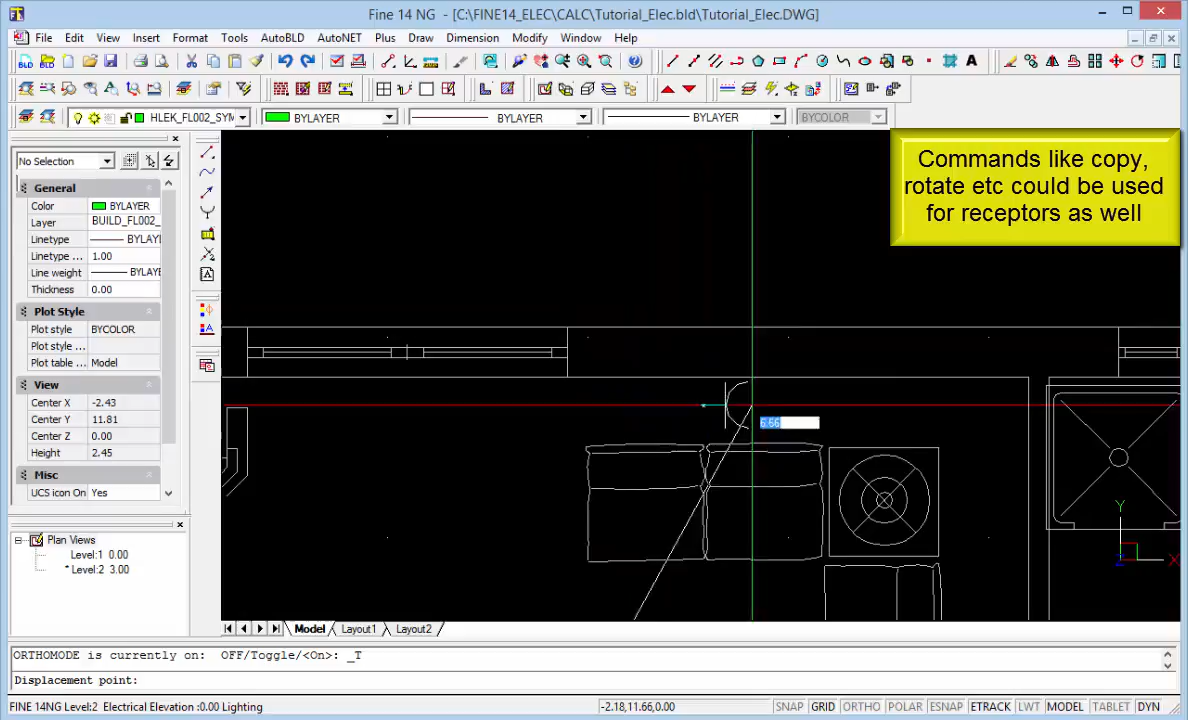 Fine 14 NG - [C:\FINE14_ELEC\CALC\Tutorial_Elec.bld\Tutorial_Elec.DWG]
File Edit View Insert Format Tools AutoBLD AutoNET Plus Draw Dimension Modify Window Help
HLEK_FL002_SYM BYLAYER BYLAYER BYLAYER BYCOLOR
Commands like copy,
rotate etc could be used
for receptors as well
No Selection
General
Color BYLAYER
Layer BUILD_FL002_
Linetype BYLAYE
Linetype ... 1.00
Line weight BYLAYE
Thickness 0.00
Plot Style
Plot style BYCOLOR
Plot style ...
Plot table ... Model
View
Center X -2.43
Center Y 11.81
Center Z 0.00
Height 2.45
Misc
UCS icon On Yes
6.66
Y
X
Z
Plan Views
Level:1 0.00
* Level:2 3.00
Model Layout1 Layout2
ORTHOMODE is currently on: OFF/Toggle/<On>: _T
Displacement point:
FINE 14NG Level:2 Electrical Elevation :0.00 Lighting
-2.18,11.66,0.00 SNAP GRID ORTHO POLAR ESNAP ETRACK LWT MODEL TABLET DYN